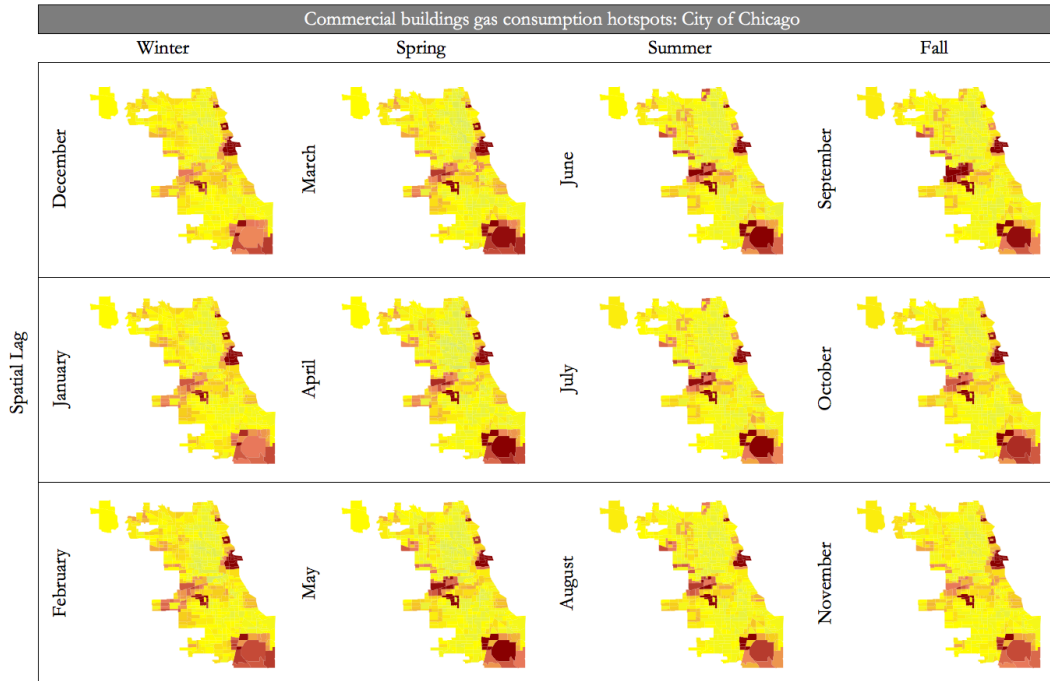 Commercial buildings gas consumption hotspots: City of Chicago
Winter
Spring
Summer
Fall
Spatial Lag
December
March
June
September
January
April
July
October
February
May
August
November